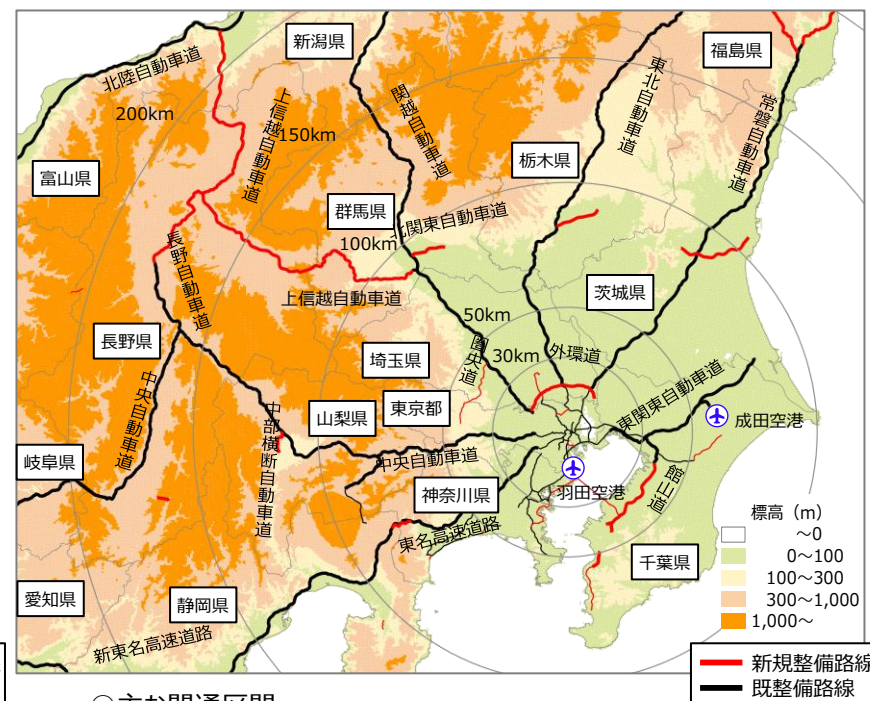 新潟県
福島県
北陸自動車道
東北自動車道
200km
関越自動車道
上信越自動車道
150km
常磐自動車道
栃木県
富山県
群馬県
北関東自動車道
長野自動車道
100km
茨城県
上信越自動車道
50km
長野県
圏央道
30km
外環道
埼玉県
東関東自動車道
中央自動車道
山梨県
東京都
中部横断自動車道
成田空港
岐阜県
中央自動車道
館山道
神奈川県
羽田空港
東名高速道路
千葉県
愛知県
静岡県
新東名高速道路
標高（m）
～0
0～100
100～300
300～1,000
1,000～
新規整備路線
既整備路線